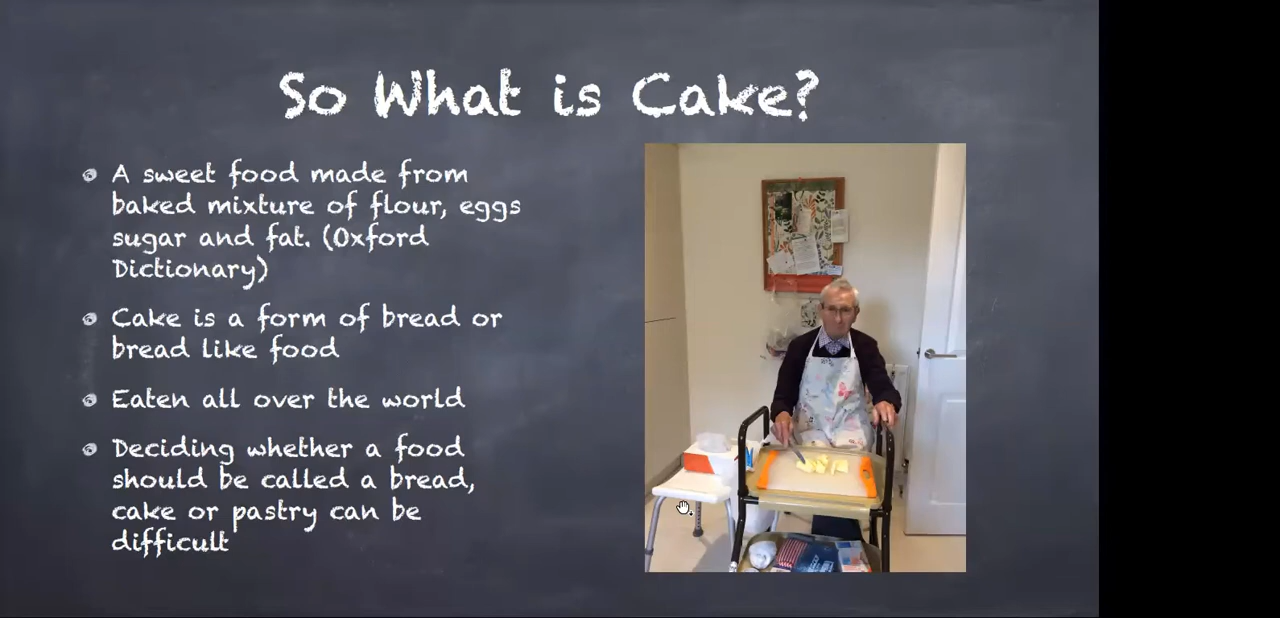 So What is Cake?
A sweet food made from
baked mixture of flour, eggs
sugar and fat. (Oxford
Dictionary)
Cake is a form of bread or
bread like food
Eaten all over the world
Deciding whether a food
should be called a bread,
cake or pastry can be
difficult